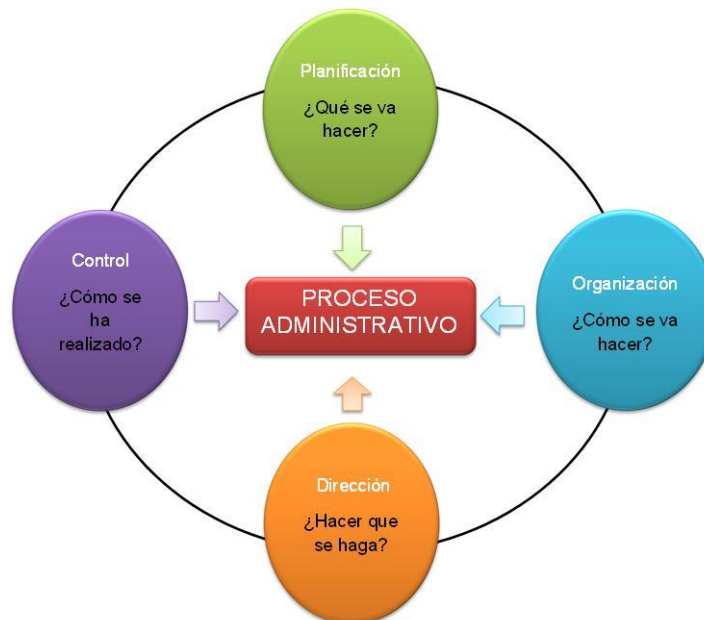 Planificación
¿Qué se va
hacer?
Control
¿Cómo se
ha
realizado?
PROCESO
ADMINISTRATIVO
Organización
¿Cómo se va
hacer?
Dirección
¿Hacer que
se haga?